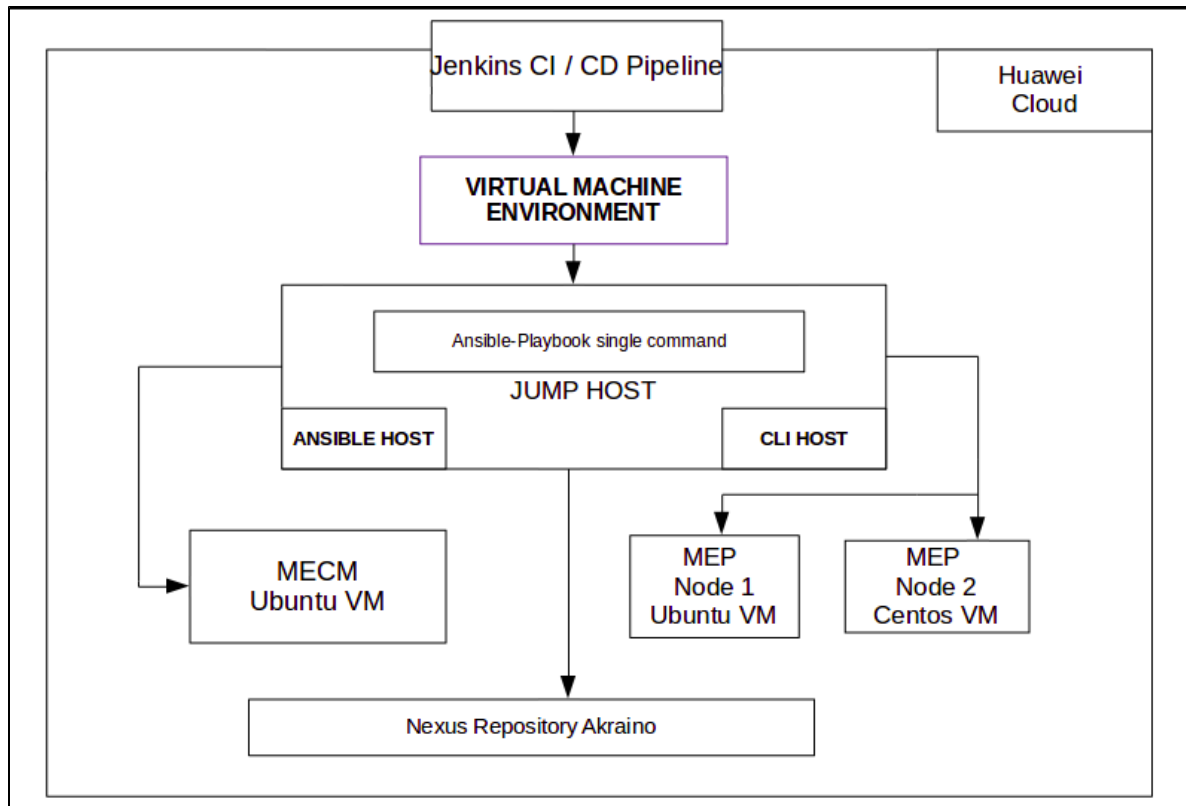 Jenkins CI / CD Pipeline
Huawei
Cloud
VIRTUAL MACHINE
ENVIRONMENT
Ansible-Playbook single command
JUMP HOST
ANSIBLE HOST
CLI HOST
MECM
Ubuntu VM
MEP
Node 1
Ubuntu VM
MEP
Node 2
Centos VM
Nexus Repository Akraino